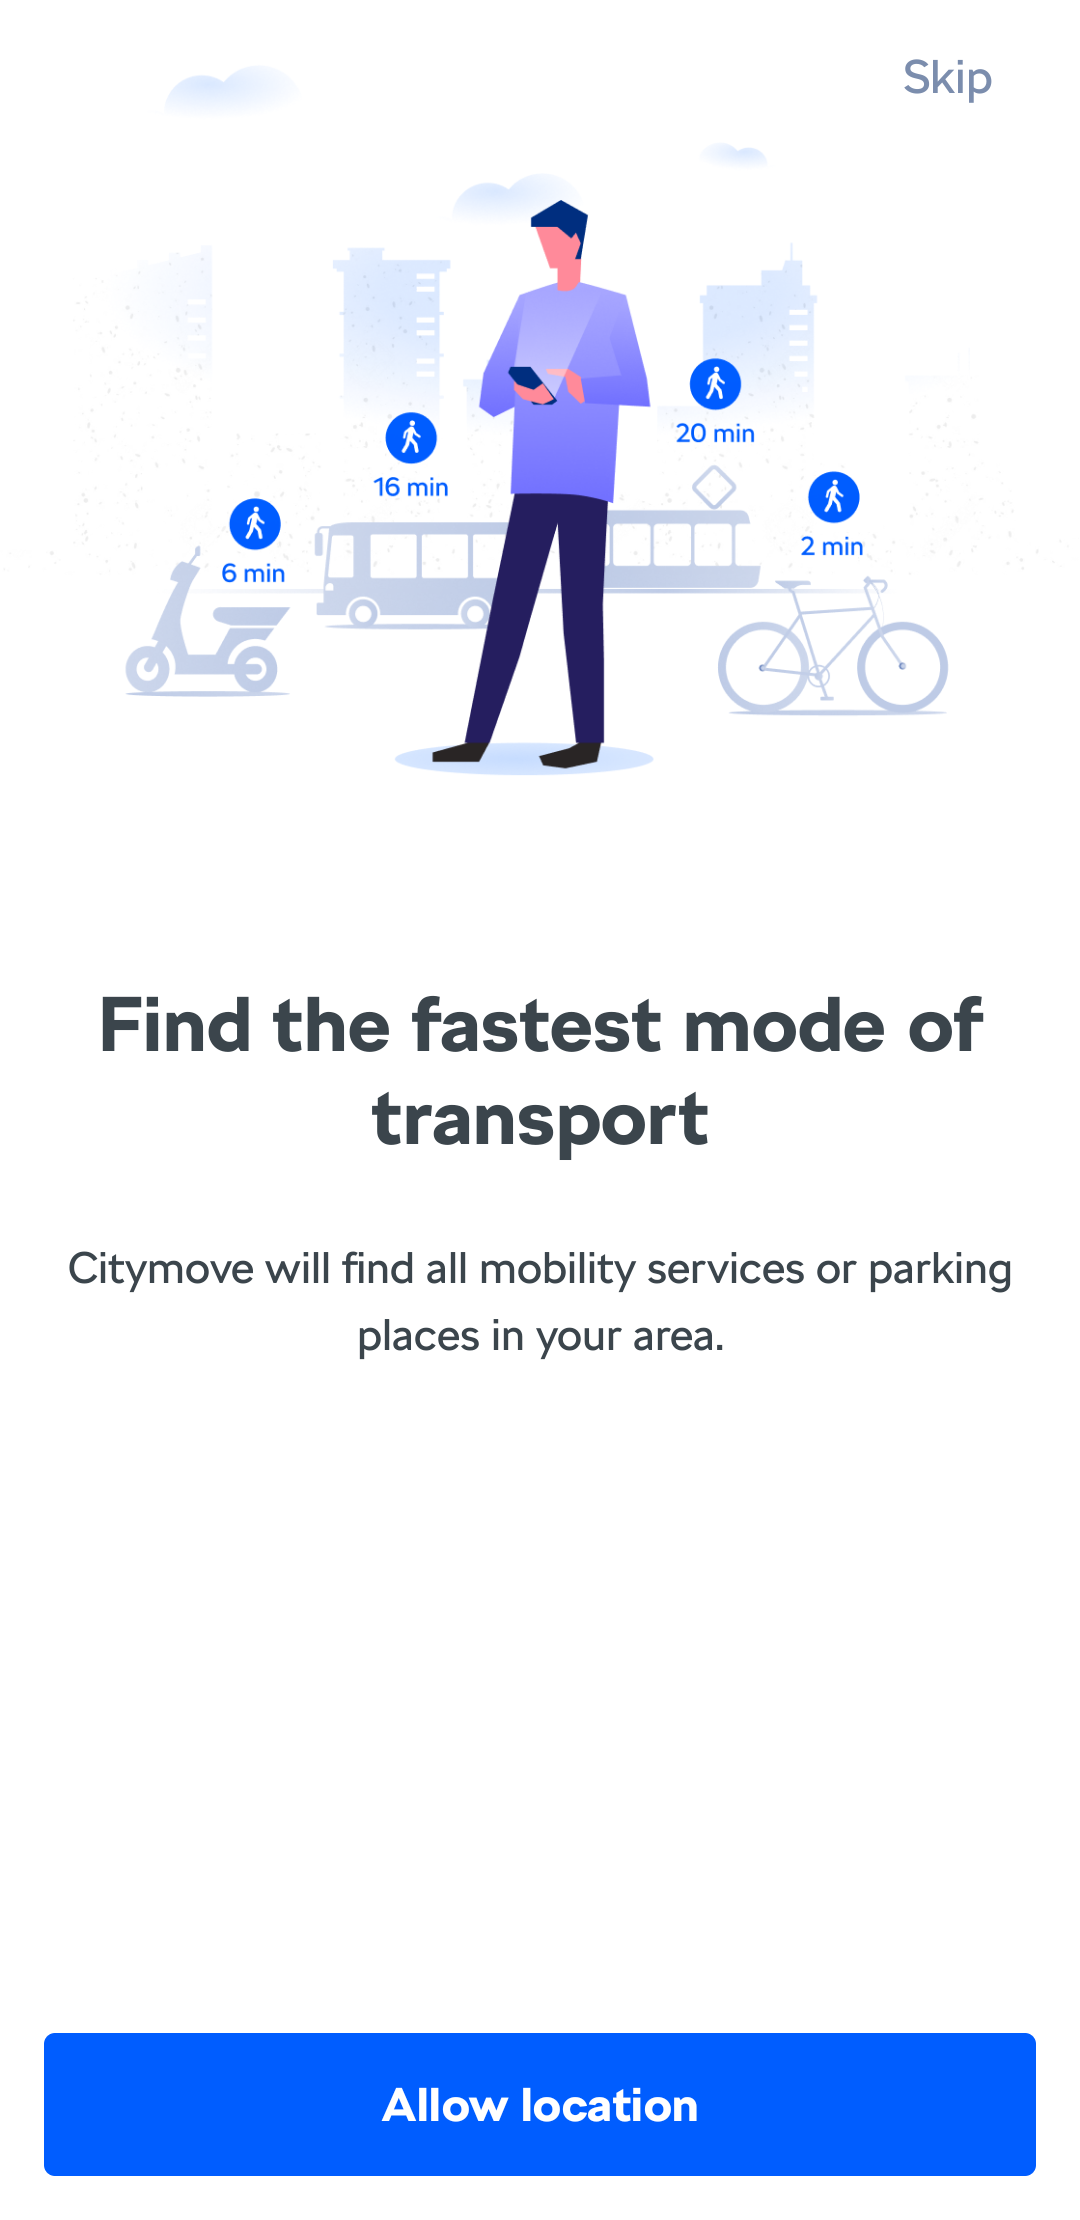 Skip
20 min
16 min
2 min
6 min
Find the fastest mode of
transport
Citymove will find all mobility services or parking
places in your area.
Allow location